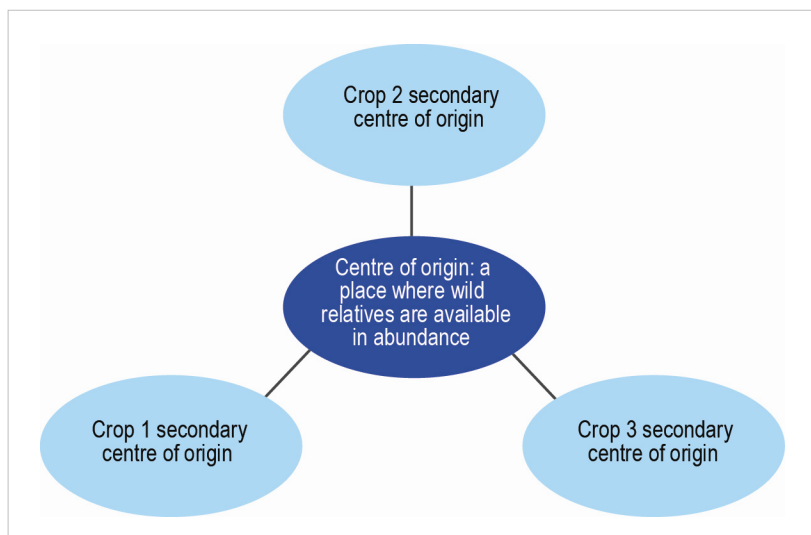 Crop 2 secondary
centre of origin
Centre of origin: a
place where wild
relatives are available
in abundance
Crop 1 secondary
centre of origin
Crop 3 secondary
centre of origin